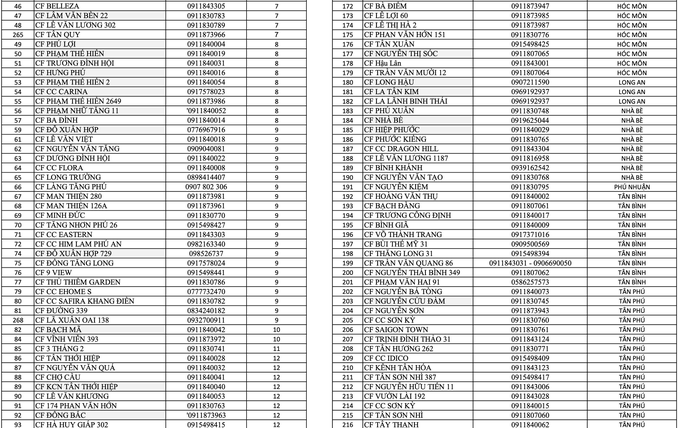 46 CF BELLEZA 0911843305 7
47 CF LÂM VĂN BỀN 22 0911830783 7
48 CF LÊ VĂN LƯƠNG 302 0911830789 7
265 CF TÂN QUY 0911873966 7
49 CF PHÚ LỢI 0911840004 8
50 CF PHẠM THẾ HIỂN 0911840019 8
51 CF TRƯƠNG ĐÌNH HỘI 0911840031 8
52 CF HƯNG PHÚ 0911840016 8
53 CF PHẠM THẾ HIỂN 2 0911840054 8
54 CF CC CARINA 0917578023 8
55 CF PHẠM THẾ HIỂN 2649 0911873986 8
56 CF PHẠM NHỮ TĂNG 11 '0911840052 8
57 CF BA ĐÌNH 0911840014 8
59 CF ĐỖ XUÂN HỢP 0776967916 9
61 CF LÊ VĂN VIỆT 0911840018 9
62 CF NGUYỄN VĂN TĂNG 0909040081 9
63 CF DƯƠNG ĐÌNH HỘI 0911840022 9
64 CF CC FLORA 0911840008 9
65 CF LONG TRƯỜNG 0898414407 9
66 CF LÀNG TĂNG PHÚ 0907 802 306 9
67 CF MAN THIỆN 280 0911873981 9
68 CF MAN THIỆN 126A 0911873961 9
69 CF MINH ĐỨC 0911830770 9
70 CF TĂNG NHƠN PHÚ 26 0915498427 9
71 CF CC EASTERN 0911843303 9
72 CF CC HIM LAM PHÚ AN 0982163340 9
74 CF ĐỖ XUÂN HỢP 729 098526737 9
75 CF ĐÔNG TĂNG LONG 0917578024 9
76 CF 9 VIEW 0915498441 9
77 CF THỦ THIÊM GARDEN 0911830786 9
79 CF CC EHOME S 0777732470 9
80 CF CC SAFIRA KHANG ĐIỀN 0911830782 9
81 CF ĐƯỜNG 339 0834240182 9
268 CF LÃ XUÂN OAI 138 0932700911 9
82 CF BẠCH MÃ 0911840042 10
84 CF VĨNH VIỄN 393 0911873972 10
85 CF 3 THÁNG 2 0911830741 11
86 CF TÂN THỚI HIỆP 0911840028 12
87 CF NGUYỄN VĂN QUÁ 0911840032 12
88 CF CHỢ CẦU 0911840041 12
89 CF KCN TÂN THỚI HIỆP 0911840040 12
90 CF LÊ VĂN KHƯƠNG 0911840053 12
91 CF 174 PHAN VĂN HỚN 0911830763 12
92 CF ĐÔNG BẮC '0911873963 12
93 CF HÀ HUY GIÁP 302 0915498415 12
172 CF BÀ ĐIỂM 0911873947 HÓC MÔN
173 CF LÊ LỢI 60 0911873985 HÓC MÔN
174 CF LÊ THỊ HÀ 2 0911873987 HÓC MÔN
175 CF PHAN VĂN HỚN 151 0911830776 HÓC MÔN
176 CF TÂN XUÂN 0915498425 HÓC MÔN
177 CF NGUYỄN THỊ SÓC 0911807065 HÓC MÔN
178 CF Hậu Lân 0911843001 HÓC MÔN
179 CF TRẦN VĂN MƯỜI 12 0911807064 HÓC MÔN
180 CF LONG HẬU 0907211590 LONG AN
181 CF LA TÂN KIM 0969192937 LONG AN
182 CF LA LÃNH BINH THÁI 0969192937 LONG AN
183 CF PHÚ XUÂN 0911830748 NHÀ BÈ
184 CF NHÀ BÈ 0919625044 NHÀ BÈ
185 CF HIỆP PHƯỚC 0911840029 NHÀ BÈ
186 CF PHƯỚC KIỂNG 0911830765 NHÀ BÈ
187 CF CC DRAGON HILL 0911843304 NHÀ BÈ
188 CF LÊ VĂN LƯƠNG 1187 0911816958 NHÀ BÈ
189 CF BÌNH KHÁNH 0939162542 NHÀ BÈ
190 CF NGUYỄN VĂN TẠO 0911830768 NHÀ BÈ
191 CF NGUYỄN KIỆM 0911830795 PHÚ NHUẬN
192 CF HOÀNG VĂN THỤ 0911840002 TÂN BÌNH
193 CF BẠCH ĐẰNG 0911807061 TÂN BÌNH
194 CF TRƯƠNG CÔNG ĐỊNH 0911840017 TÂN BÌNH
195 CF BÌNH GIÃ 0911840009 TÂN BÌNH
196 CF VÕ THÀNH TRANG 0917371016 TÂN BÌNH
197 CF BÙI THẾ MỸ 31 0909500569 TÂN BÌNH
198 CF THĂNG LONG 31 0915498394 TÂN BÌNH
199 CF TRẦN VĂN QUANG 86 0911843031 - 0906690050 TÂN BÌNH
200 CF NGUYỄN THÁI BÌNH 349 0911807062 TÂN BÌNH
201 CF PHẠM VĂN HAI 91 0586257573 TÂN BÌNH
202 CF NGUYỄN BÁ TÒNG 0911840073 TÂN PHÚ
203 CF NGUYỄN CỬU ĐÀM 0911830745 TÂN PHÚ
204 CF NGUYỄN SƠN 0911873943 TÂN PHÚ
205 CF CC SƠN KỲ 0911830760 TÂN PHÚ
206 CF SAIGON TOWN 0911830761 TÂN PHÚ
207 CF TRỊNH ĐÌNH THẢO 31 0911843124 TÂN PHÚ
208 CF TÂN HƯƠNG 262 0911830771 TÂN PHÚ
209 CF CC IDICO 0915498409 TÂN PHÚ
210 CF KÊNH TÂN HÓA 0911843123 TÂN PHÚ
211 CF TÂN SƠN NHÌ 387 0915498417 TÂN PHÚ
212 CF NGUYỄN HỮU TIẾN 11 0911843006 TÂN PHÚ
213 CF VƯỜN LÀI 192 0911843028 TÂN PHÚ
214 CF CC SƠN KỲ 0911840015 TÂN PHÚ
215 CF TÂN SƠN NHÌ 0911807060 TÂN PHÚ
216 CF TÂY THẠNH 0911840062 TÂN PHÚ